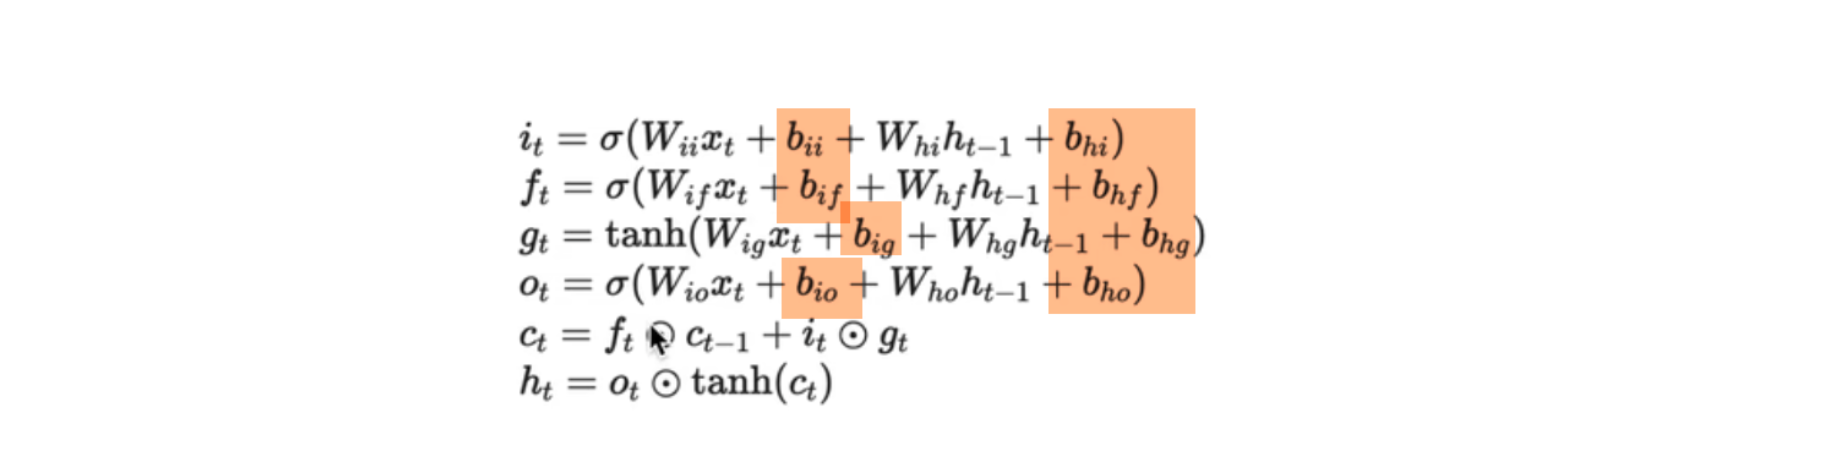 i_t = σ(W_{ii}x_t + b_{ii} + W_{hi}h_{t−1} + b_{hi})
f_t = σ(W_{if}x_t + b_{if} + W_{hf}h_{t−1} + b_{hf})
g_t = tanh(W_{ig}x_t + b_{ig} + W_{hg}h_{t−1} + b_{hg})
o_t = σ(W_{io}x_t + b_{io} + W_{ho}h_{t−1} + b_{ho})
c_t = f_t ⊙ c_{t−1} + i_t ⊙ g_t
h_t = o_t ⊙ tanh(c_t)